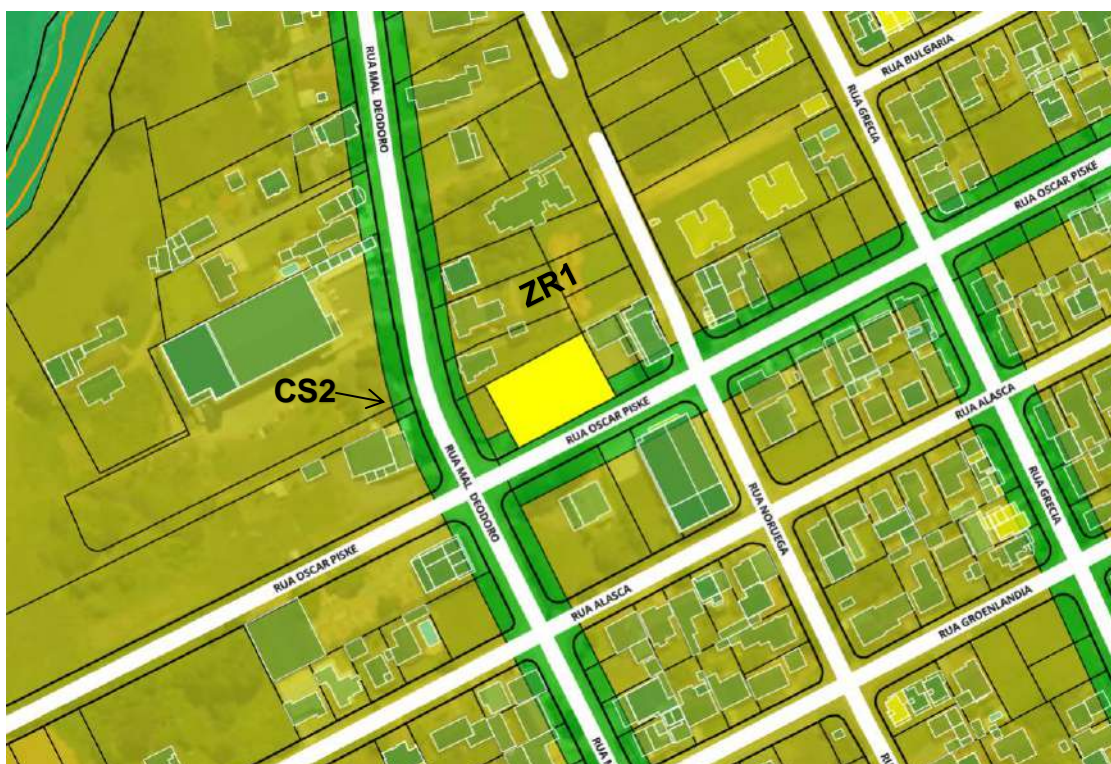 RUA MAL DEODORO
RUA BULGARIA
RUA GRECIA
RUA OSCAR PISKE
ZR1
CS2
RUA OSCAR PISKE
RUA ALASCA
RUA MAL DEODORO
RUA NORUEGA
RUA GRECIA
RUA OSCAR PISKE
RUA ALASCA
RUA GROENLANDIA
RUA M